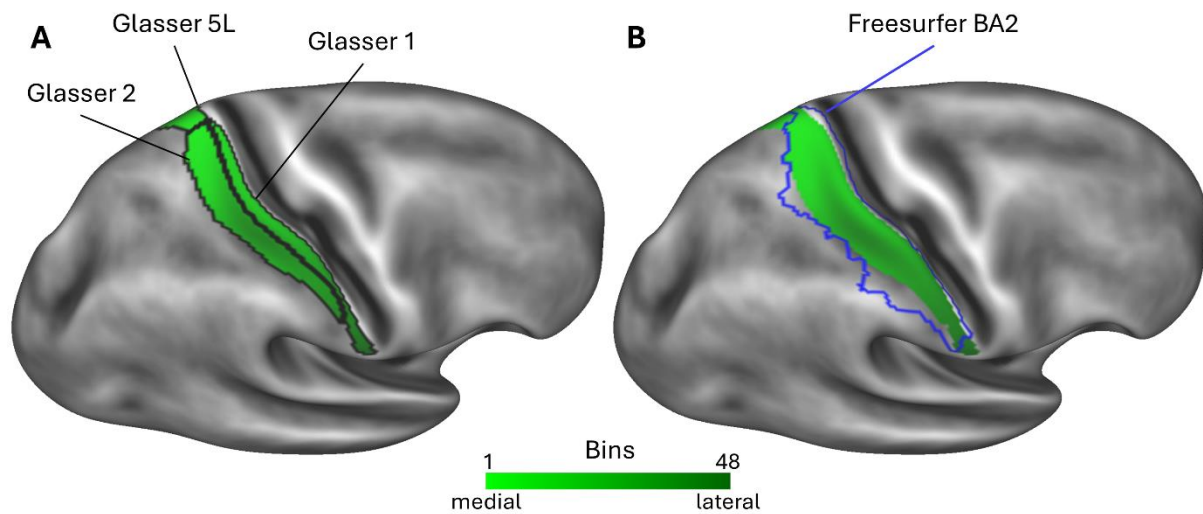 A
Glasser 5L
Glasser 1
Glasser 2
B
Freesurfer BA2
Bins
1
48
medial
lateral